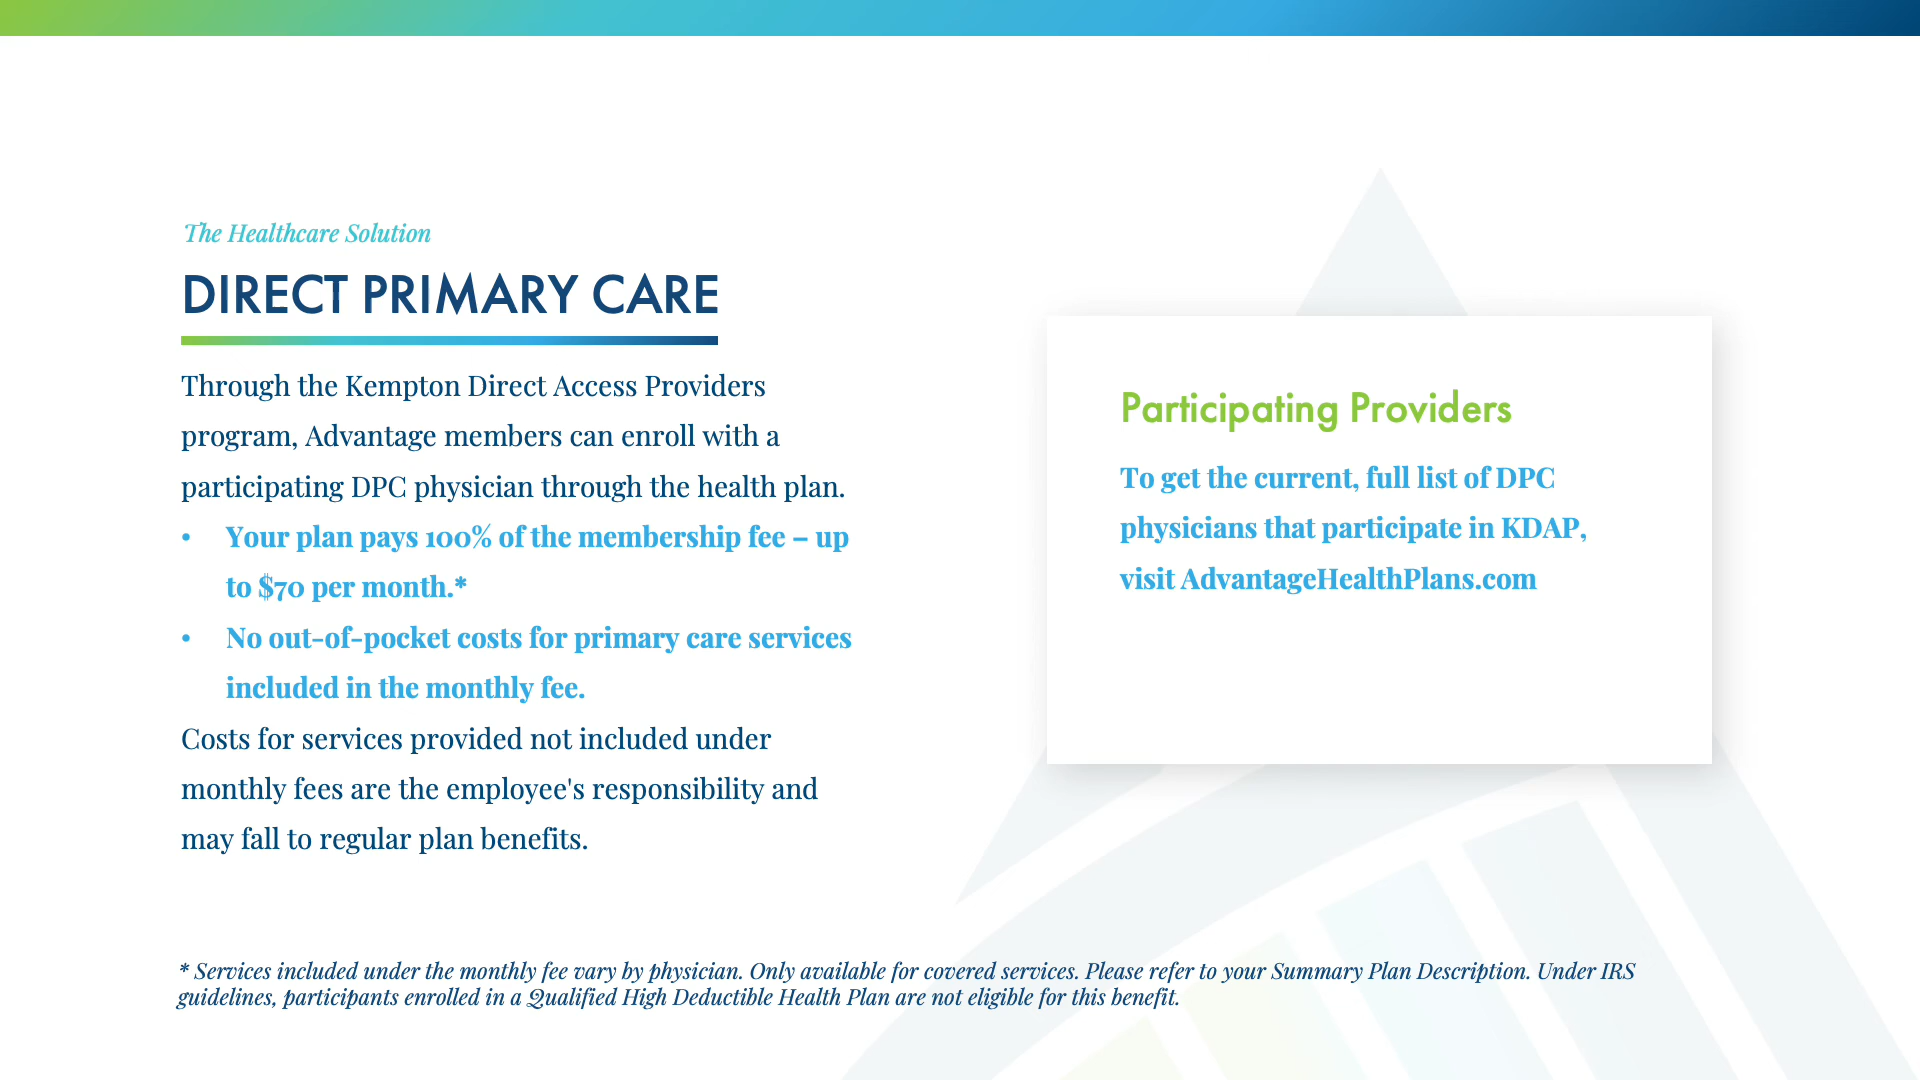 The Healthcare Solution
DIRECT PRIMARY CARE
Through the Kempton Direct Access Providers
program, Advantage members can enroll with a
participating DPC physician through the health plan.
• Your plan pays 100% of the membership fee – up
to $70 per month.*
• No out-of-pocket costs for primary care services
included in the monthly fee.
Costs for services provided not included under
monthly fees are the employee's responsibility and
may fall to regular plan benefits.
Participating Providers
To get the current, full list of DPC
physicians that participate in KDAP,
visit AdvantageHealthPlans.com
* Services included under the monthly fee vary by physician. Only available for covered services. Please refer to your Summary Plan Description. Under IRS
guidelines, participants enrolled in a Qualified High Deductible Health Plan are not eligible for this benefit.